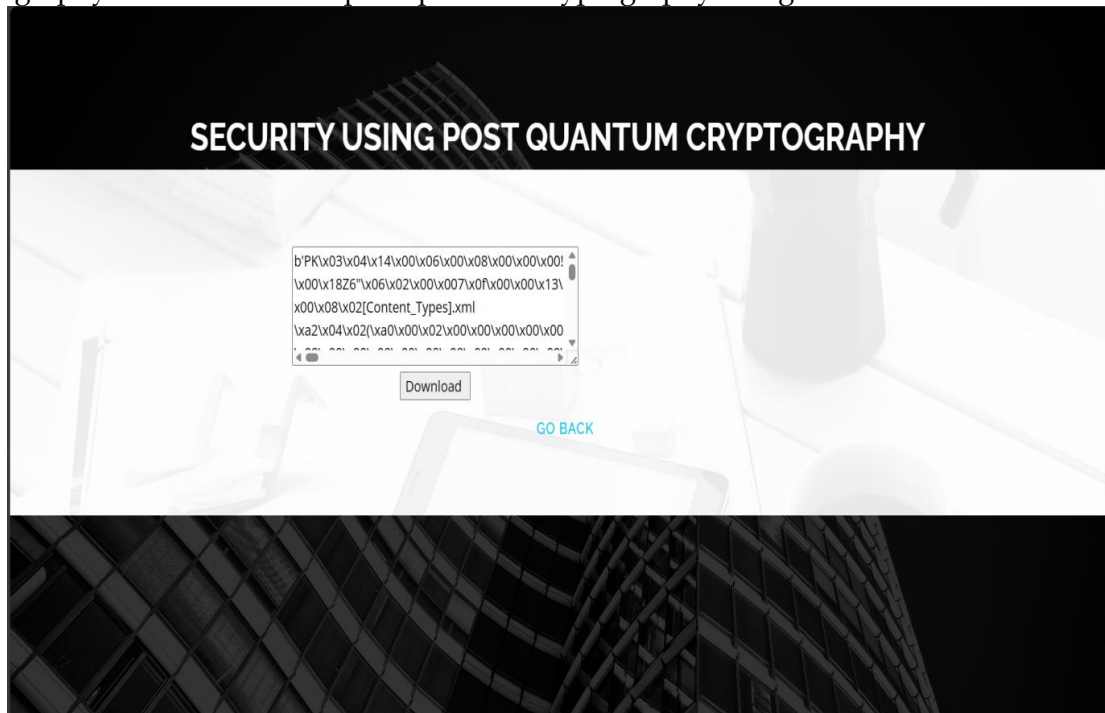 SECURITY USING POST QUANTUM CRYPTOGRAPHY
b'PK\x03\x04\x14\x00\x06\x00\x08\x00\x00\x00!
\x00\x18Z6"\x06\x02\x00\x007\x0f\x00\x00\x13\
x00\x08\x02[Content_Types].xml
\xa2\x04\x02(\xa0\x00\x02\x00\x00\x00\x00\x00
Download
GO BACK